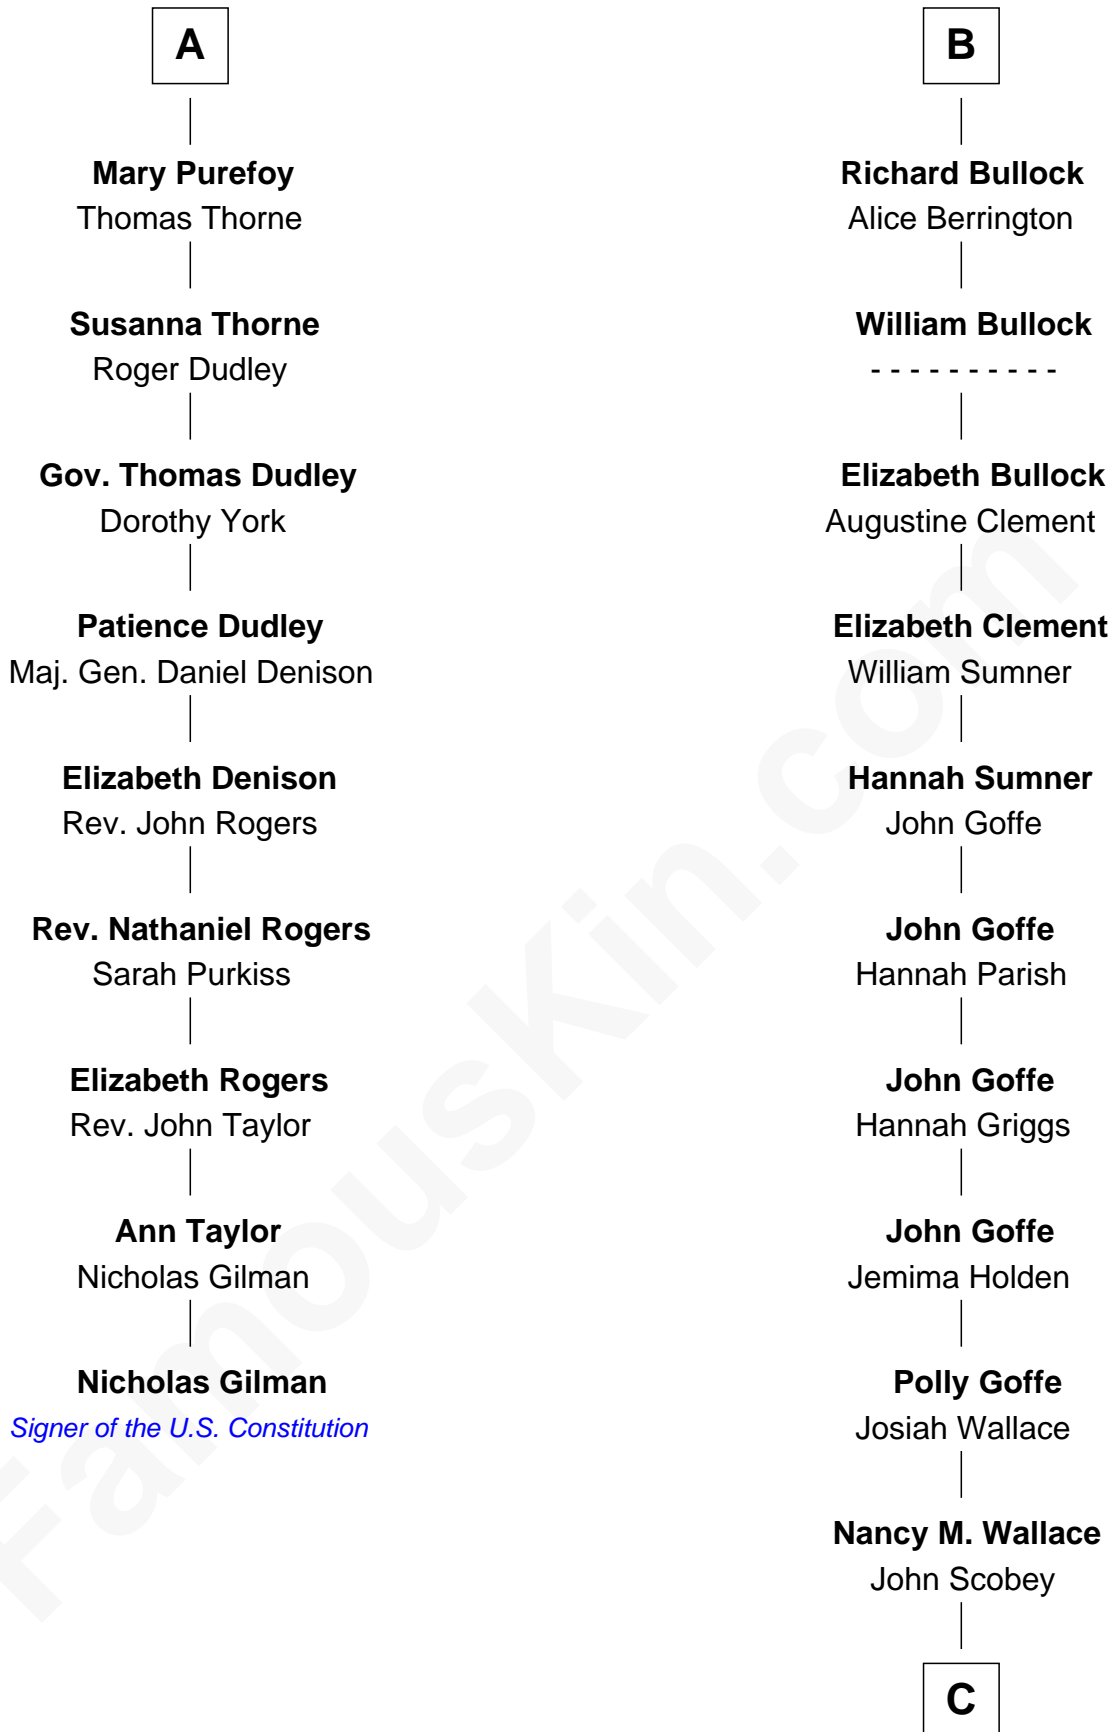 A
Mary Purefoy
Thomas Thorne
Susanna Thorne
Roger Dudley
Gov. Thomas Dudley
Dorothy York
Patience Dudley
Maj. Gen. Daniel Denison
Elizabeth Denison
Rev. John Rogers
Rev. Nathaniel Rogers
Sarah Purkiss
Elizabeth Rogers
Rev. John Taylor
Ann Taylor
Nicholas Gilman
Nicholas Gilman
Signer of the U.S. Constitution
B
Richard Bullock
Alice Berrington
William Bullock
- - - - - - - - - -
Elizabeth Bullock
Augustine Clement
Elizabeth Clement
William Sumner
Hannah Sumner
John Goffe
John Goffe
Hannah Parish
John Goffe
Hannah Griggs
John Goffe
Jemima Holden
Polly Goffe
Josiah Wallace
Nancy M. Wallace
John Scobey
C
FamousKin.com